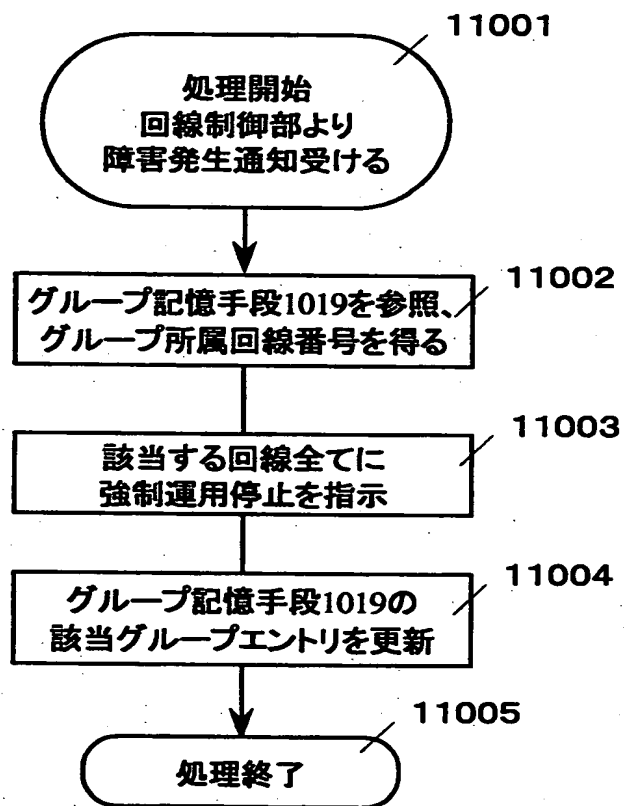 11001
処理開始
回線制御部より
障害発生通知受ける
11002
グループ記憶手段1019を参照、
グループ所属回線番号を得る
11003
該当する回線全てに
強制運用停止を指示
11004
グループ記憶手段1019の
該当グループエントリを更新
11005
処理終了